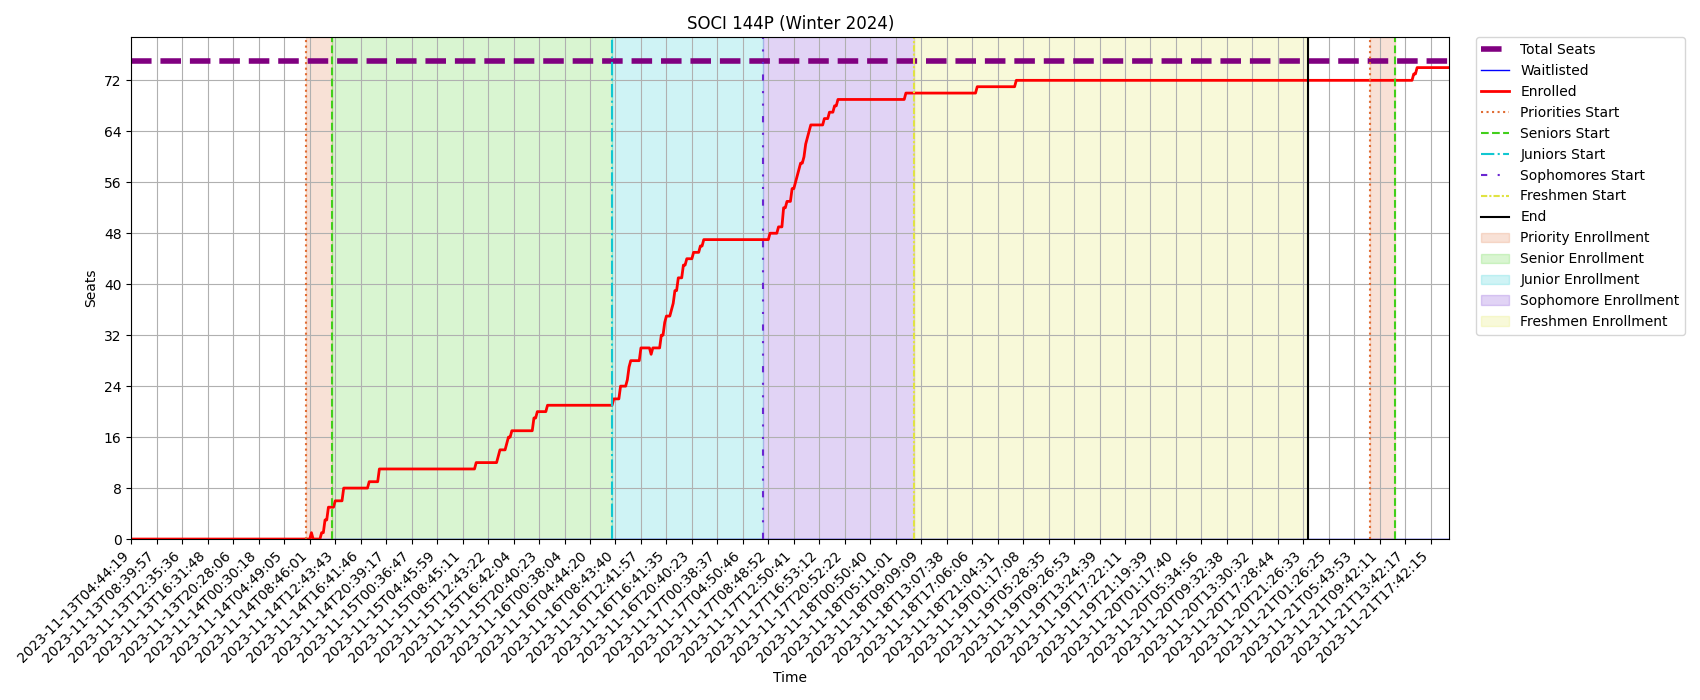 SOCI 144P (Winter 2024)
Seats
72
64
56
48
40
32
24
16
8
0
2023-11-13T04:44:19
2023-11-13T08:39:57
2023-11-13T12:35:36
2023-11-13T16:31:48
2023-11-13T20:28:06
2023-11-14T00:30:18
2023-11-14T04:49:05
2023-11-14T08:46:01
2023-11-14T12:43:43
2023-11-14T16:41:46
2023-11-14T20:39:17
2023-11-15T00:36:47
2023-11-15T04:45:59
2023-11-15T08:45:11
2023-11-15T12:43:22
2023-11-15T16:42:04
2023-11-15T20:40:23
2023-11-16T00:38:04
2023-11-16T04:44:20
2023-11-16T08:43:40
2023-11-16T12:41:57
2023-11-16T16:41:35
2023-11-16T20:40:23
2023-11-17T00:38:37
2023-11-17T04:50:46
2023-11-17T08:48:52
2023-11-17T12:50:41
2023-11-17T16:53:12
2023-11-17T20:52:22
2023-11-18T00:50:40
2023-11-18T05:11:01
2023-11-18T09:09:09
2023-11-18T13:07:38
2023-11-18T17:06:06
2023-11-18T21:04:31
2023-11-19T01:17:08
2023-11-19T05:28:35
2023-11-19T09:26:53
2023-11-19T13:24:39
2023-11-19T17:22:11
2023-11-19T21:19:39
2023-11-20T01:17:40
2023-11-20T05:34:56
2023-11-20T09:32:38
2023-11-20T13:30:32
2023-11-20T17:28:44
2023-11-20T21:26:33
2023-11-21T01:26:25
2023-11-21T05:43:53
2023-11-21T09:42:11
2023-11-21T13:42:17
2023-11-21T17:42:15
Time
Total Seats
Waitlisted
Enrolled
Priorities Start
Seniors Start
Juniors Start
Sophomores Start
Freshmen Start
End
Priority Enrollment
Senior Enrollment
Junior Enrollment
Sophomore Enrollment
Freshmen Enrollment